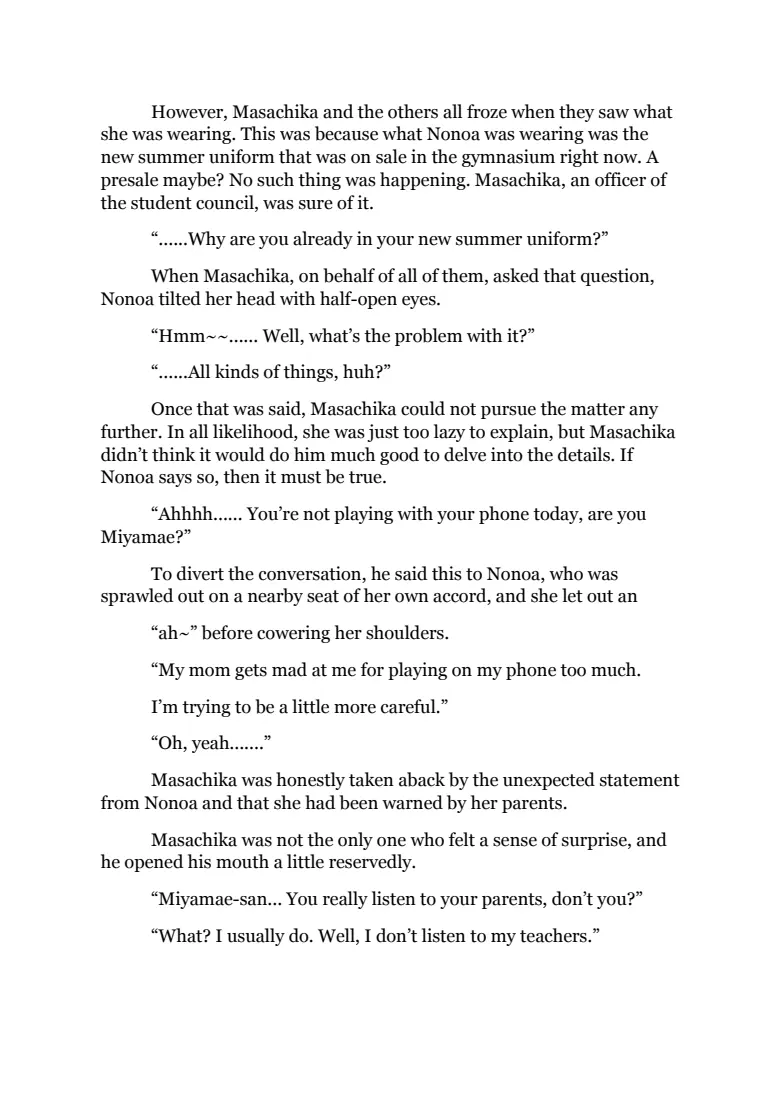 However, Masachika and the others all froze when they saw what
she was wearing. This was because what Nonoa was wearing was the
new summer uniform that was on sale in the gymnasium right now. A
presale maybe? No such thing was happening. Masachika, an officer of
the student council, was sure of it.
“......Why are you already in your new summer uniform?”
When Masachika, on behalf of all of them, asked that question,
Nonoa tilted her head with half-open eyes.
“Hmm~~...... Well, what’s the problem with it?”
“......All kinds of things, huh?”
Once that was said, Masachika could not pursue the matter any
further. In all likelihood, she was just too lazy to explain, but Masachika
didn’t think it would do him much good to delve into the details. If
Nonoa says so, then it must be true.
“Ahhhh...... You’re not playing with your phone today, are you
Miyamae?”
To divert the conversation, he said this to Nonoa, who was
sprawled out on a nearby seat of her own accord, and she let out an
“ah~” before cowering her shoulders.
“My mom gets mad at me for playing on my phone too much.
I’m trying to be a little more careful.”
“Oh, yeah.......”
Masachika was honestly taken aback by the unexpected statement
from Nonoa and that she had been warned by her parents.
Masachika was not the only one who felt a sense of surprise, and
he opened his mouth a little reservedly.
“Miyamae-san... You really listen to your parents, don’t you?”
“What? I usually do. Well, I don’t listen to my teachers.”